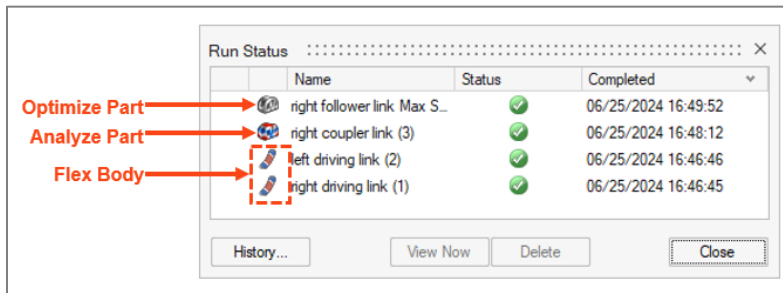 Run Status
Name Status Completed
Optimize Part right follower link Max S... 06/25/2024 16:49:52
Analyze Part right coupler link (3) 06/25/2024 16:48:12
left driving link (2) 06/25/2024 16:46:46
Flex Body
right driving link (1) 06/25/2024 16:46:45
History... View Now Delete Close